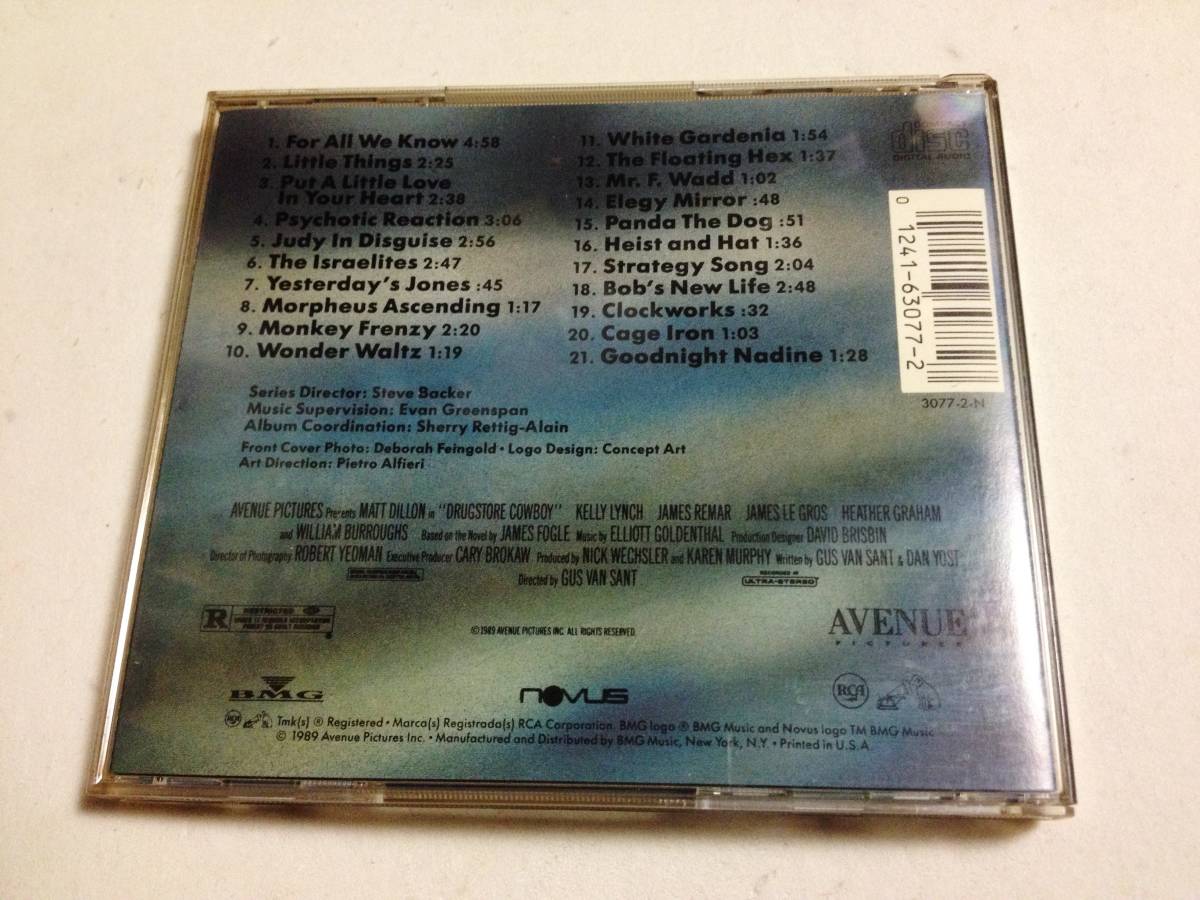 1. For All We Know 4:58
2. Little Things 2:25
3. Put A Little Love
In Your Heart 2:38
4. Psychotic Reaction 3:06
5. Judy In Disguise 2:56
6. The Israelites 2:47
7. Yesterday's Jones :45
8. Morpheus Ascending 1:17
9. Monkey Frenzy 2:20
10. Wonder Waltz 1:19
11. White Gardenia 1:54
12. The Floating Hex 1:37
13. Mr. F. Wadd 1:02
14. Elegy Mirror :48
15. Panda The Dog :51
16. Heist and Hat 1:36
17. Strategy Song 2:04
18. Bob's New Life 2:48
19. Clockworks :32
20. Cage Iron 1:03
21. Goodnight Nadine 1:28
disc
DIGITAL AUDIO
0 1241-63077-2
3077-2-N
Series Director: Steve Backer
Music Supervision: Evan Greenspan
Album Coordination: Sherry Rettig-Alain
Front Cover Photo: Deborah Feingold • Logo Design: Concept Art
Art Direction: Pietro Alfieri
AVENUE PICTURES Presents MATT DILLON in "DRUGSTORE COWBOY" KELLY LYNCH JAMES REMAR JAMES LE GROS HEATHER GRAHAM
and WILLIAM BURROUGHS Based on the Novel by JAMES FOGLE Music by ELLIOTT GOLDENTHAL Production Designer DAVID BRISBIN
Director of Photography ROBERT YEOMAN Executive Producer CARY BROKAW Produced by NICK WECHSLER and KAREN MURPHY Written by GUS VAN SANT & DAN YOST
Directed by GUS VAN SANT
RECORDED IN
ULTRA-STEREO
R RESTRICTED
© 1989 AVENUE PICTURES INC. ALL RIGHTS RESERVED.
AVENUE
PICTURES
BMG
NOVUS
RCA
Tmk(s) ® Registered • Marca(s) Registrada(s) RCA Corporation. BMG logo ® BMG Music and Novus logo TM BMG Music
© 1989 Avenue Pictures Inc. • Manufactured and Distributed by BMG Music, New York, N.Y. • Printed in U.S.A.